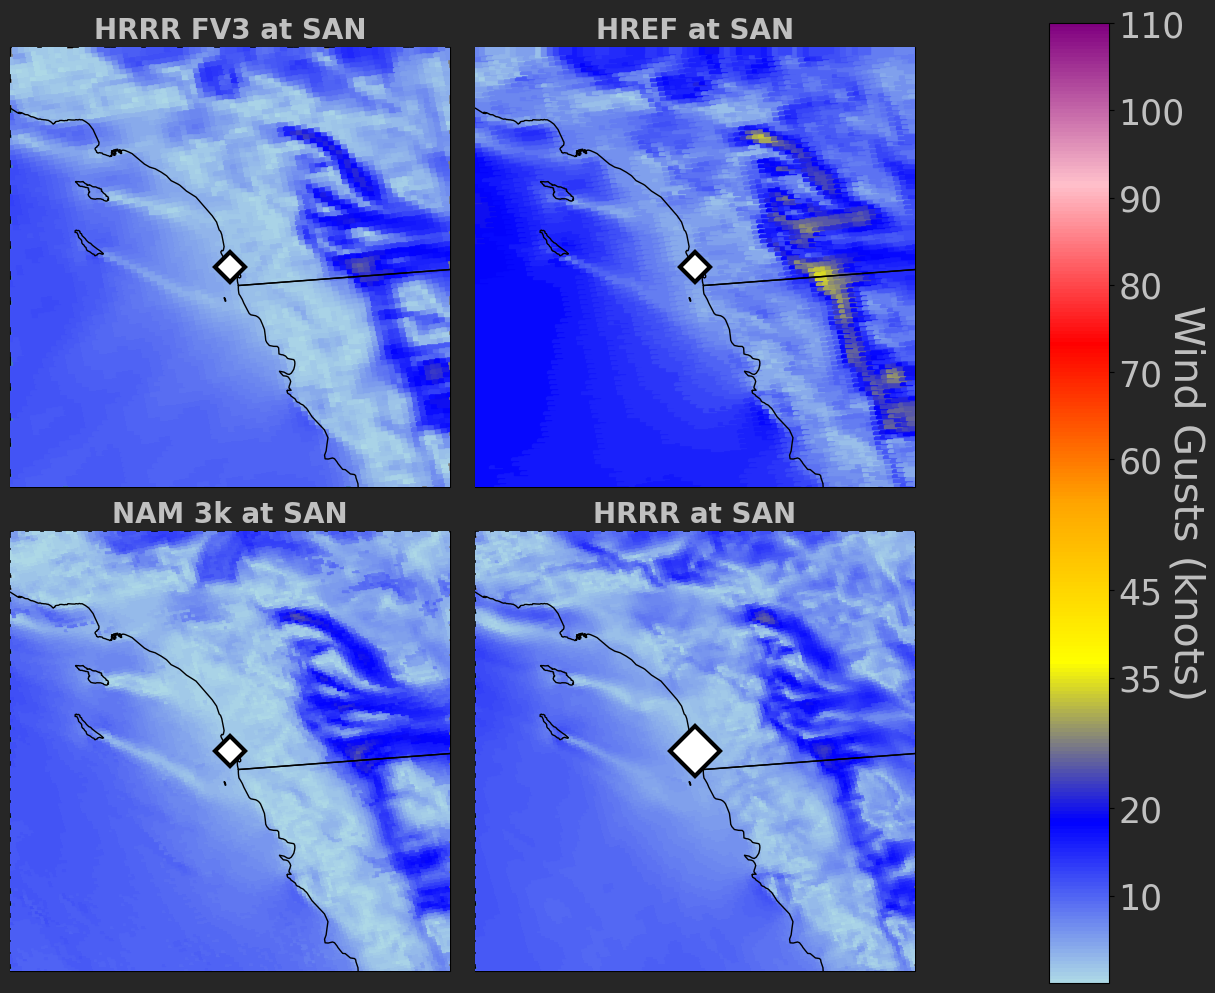 HRRR FV3 at SAN
HREF at SAN
NAM 3k at SAN
HRRR at SAN
110
100
90
80
70
60
45
35
20
10
Wind Gusts (knots)